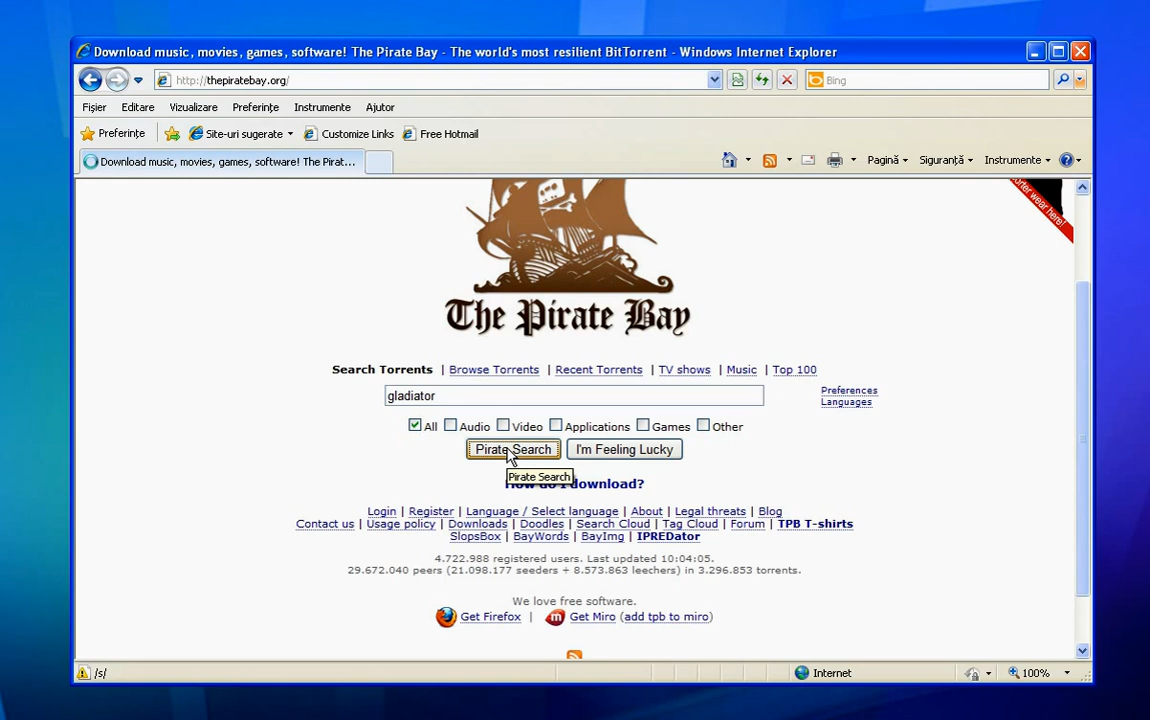 Download music, movies, games, software! The Pirate Bay - The world's most resilient BitTorrent - Windows Internet Explorer
http://thepiratebay.org/
Bing
Fișier Editare Vizualizare Preferințe Instrumente Ajutor
Preferințe Site-uri sugerate Customize Links Free Hotmail
Download music, movies, games, software! The Pirat... Pagină Siguranță Instrumente
The Pirate Bay
Search Torrents | Browse Torrents | Recent Torrents | TV shows | Music | Top 100
gladiator
Preferences
Languages
All Audio Video Applications Games Other
Pirate Search I'm Feeling Lucky
Pirate Search
How do I download?
Login | Register | Language / Select language | About | Legal threats | Blog
Contact us | Usage policy | Downloads | Doodles | Search Cloud | Tag Cloud | Forum | TPB T-shirts
SlopsBox | BayWords | BayImg | IPREDator
4.722.988 registered users. Last updated 10:04:05.
29.672.040 peers (21.098.177 seeders + 8.573.863 leechers) in 3.296.853 torrents.
We love free software.
Get Firefox | Get Miro (add tpb to miro)
/s/ Internet 100%